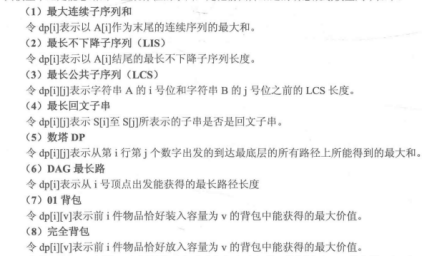 （1）最大连续子序列和
令 dp[i]表示以 A[i]作为末尾的连续序列的最大和。
（2）最长不下降子序列（LIS）
令 dp[i]表示以 A[i]结尾的最长不下降子序列长度。
（3）最长公共子序列（LCS）
令 dp[i][j]表示字符串 A 的 i 号位和字符串 B 的 j 号位之前的 LCS 长度。
（4）最长回文子串
令 dp[i][j]表示 S[i]至 S[j]所表示的子串是否是回文子串。
（5）数塔 DP
令 dp[i][j]表示从第 i 行第 j 个数字出发的到达最底层的所有路径上所能得到的最大和。
（6）DAG 最长路
令 dp[i]表示从 i 号顶点出发能获得的最长路径长度
（7）01 背包
令 dp[i][v]表示前 i 件物品恰好装入容量为 v 的背包中能获得的最大价值。
（8）完全背包
令 dp[i][v]表示前 i 件物品恰好放入容量为 v 的背包中能获得的最大价值。